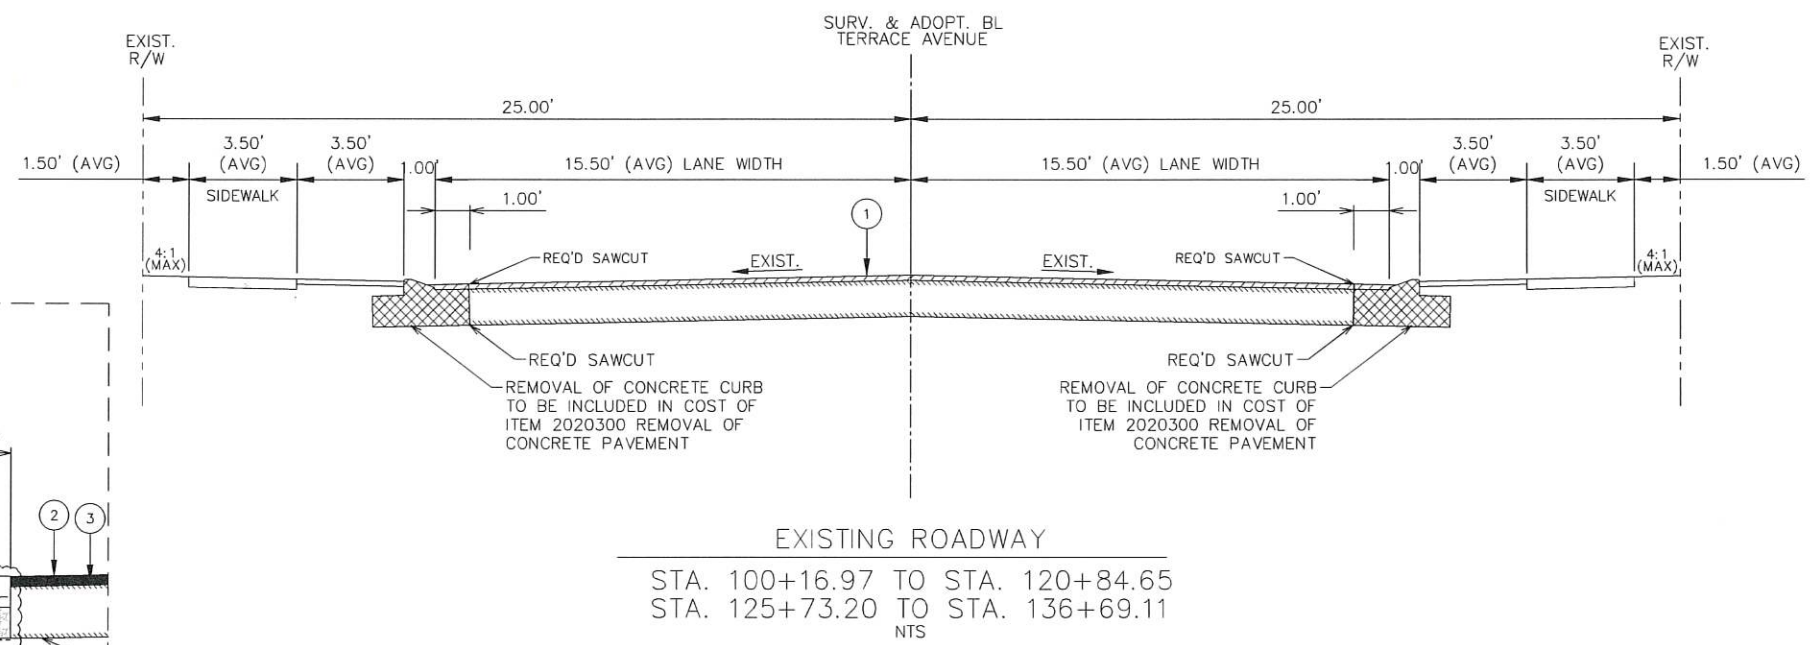 SURV. & ADOPT. BL
TERRACE AVENUE
EXIST.
R/W
EXIST.
R/W
25.00'
25.00'
1.50' (AVG)
3.50'
(AVG)
SIDEWALK
3.50'
(AVG)
1.00'
15.50' (AVG) LANE WIDTH
15.50' (AVG) LANE WIDTH
1.00'
3.50'
(AVG)
3.50'
(AVG)
SIDEWALK
1.50' (AVG)
1.00'
1
1.00'
4:1
(MAX)
REQ'D SAWCUT
EXIST.
EXIST.
REQ'D SAWCUT
4:1
(MAX)
REQ'D SAWCUT
REMOVAL OF CONCRETE CURB
TO BE INCLUDED IN COST OF
ITEM 2020300 REMOVAL OF
CONCRETE PAVEMENT
REQ'D SAWCUT
REMOVAL OF CONCRETE CURB
TO BE INCLUDED IN COST OF
ITEM 2020300 REMOVAL OF
CONCRETE PAVEMENT
2
3
EXISTING ROADWAY
STA. 100+16.97 TO STA. 120+84.65
STA. 125+73.20 TO STA. 136+69.11
NTS